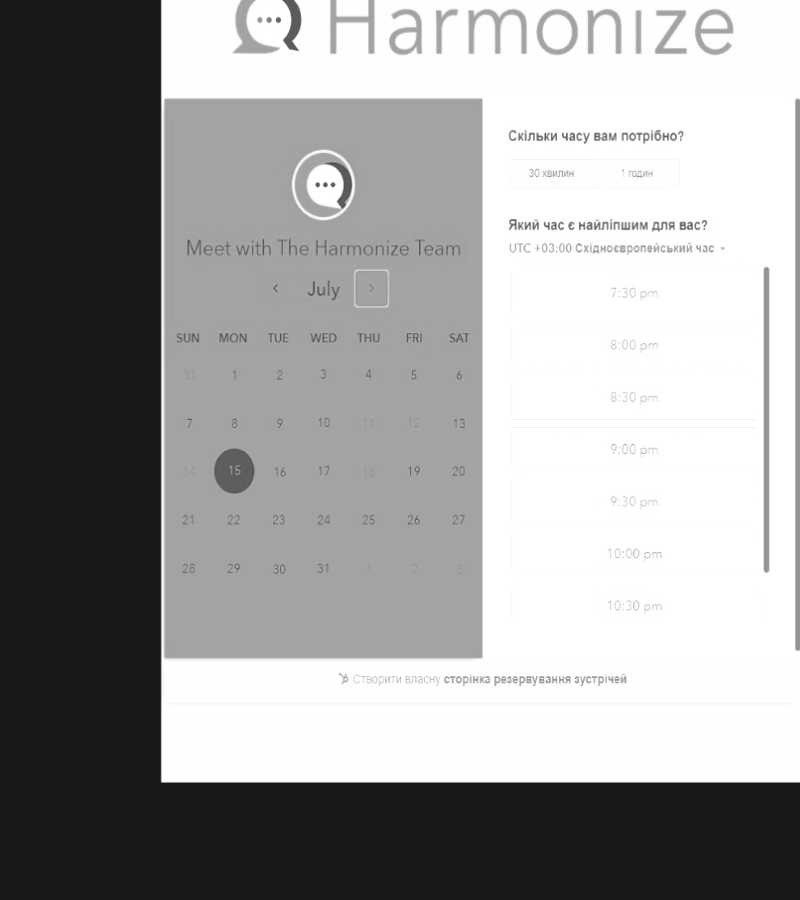 Harmonize
Meet with The Harmonize Team
‹ July ›
SUN MON TUE WED THU FRI SAT
31 1 2 3 4 5 6
7 8 9 10 11 12 13
14 15 16 17 18 19 20
21 22 23 24 25 26 27
28 29 30 31 1 2 3
Скільки часу вам потрібно?
30 хвилин 1 годин
Який час є найліпшим для вас?
UTC +03:00 Східноєвропейський час
7:30 pm
8:00 pm
8:30 pm
9:00 pm
9:30 pm
10:00 pm
10:30 pm
Створити власну сторінка резервування зустрічей